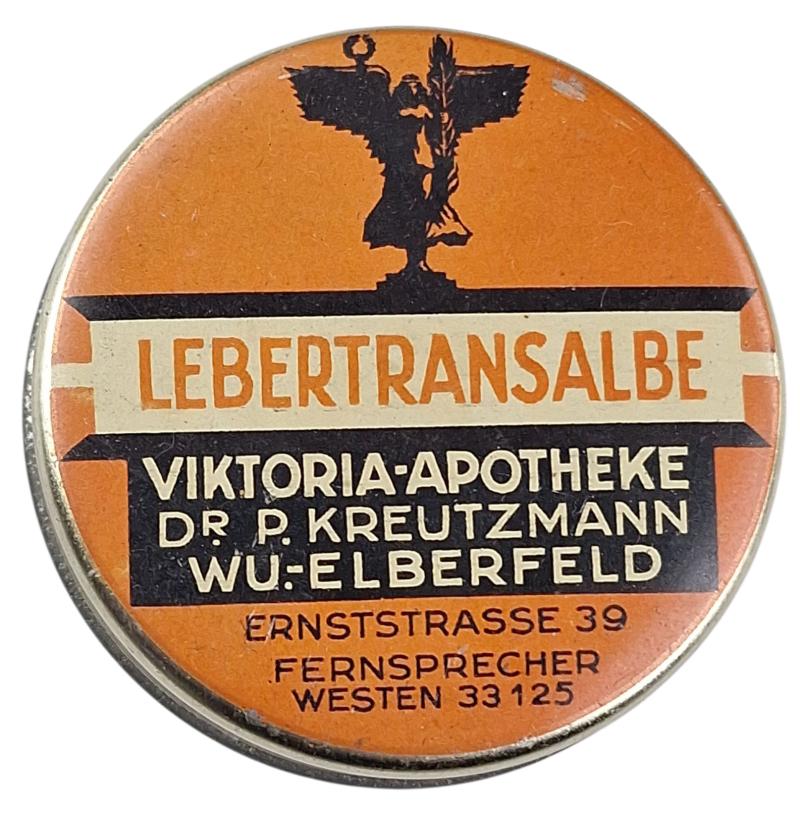 LEBERTRANSALBE
VIKTORIA-APOTHEKE
DR. P. KREUTZMANN
WU.-ELBERFELD
ERNSTSTRASSE 39
FERNSPRECHER
WESTEN 33125